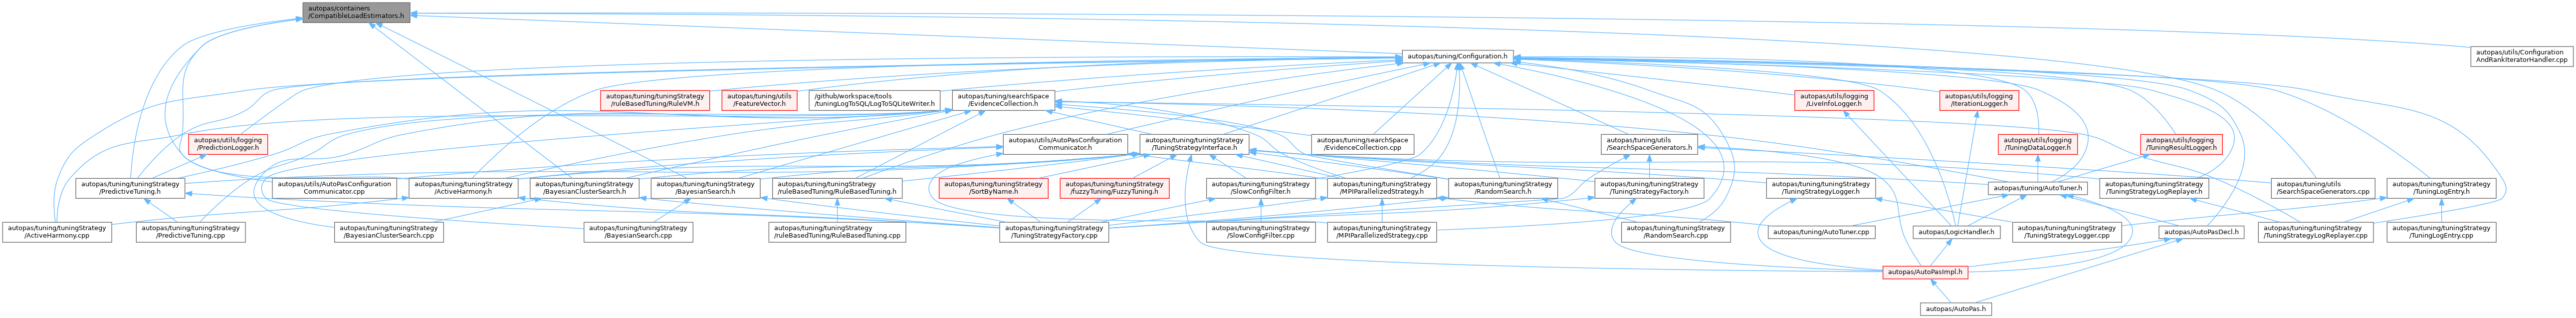 autopas/containers
/CompatibleLoadEstimators.h
autopas/tuning/Configuration.h
autopas/utils/Configuration
AndRankIteratorHandler.cpp
autopas/tuning/tuningStrategy
/ruleBasedTuning/RuleVM.h
autopas/tuning/utils
/FeatureVector.h
/github/workspace/tools
/tuningLogToSQL/LogToSQLiteWriter.h
autopas/tuning/searchSpace
/EvidenceCollection.h
autopas/utils/logging
/LiveInfoLogger.h
autopas/utils/logging
/IterationLogger.h
autopas/utils/logging
/PredictionLogger.h
autopas/utils/AutoPasConfiguration
Communicator.h
autopas/tuning/tuningStrategy
/TuningStrategyInterface.h
autopas/tuning/searchSpace
/EvidenceCollection.cpp
autopas/tuning/utils
/SearchSpaceGenerators.h
autopas/utils/logging
/TuningDataLogger.h
autopas/utils/logging
/TuningResultLogger.h
autopas/tuning/tuningStrategy
/PredictiveTuning.h
autopas/utils/AutoPasConfiguration
Communicator.cpp
autopas/tuning/tuningStrategy
/ActiveHarmony.h
autopas/tuning/tuningStrategy
/BayesianClusterSearch.h
autopas/tuning/tuningStrategy
/BayesianSearch.h
autopas/tuning/tuningStrategy
/ruleBasedTuning/RuleBasedTuning.h
autopas/tuning/tuningStrategy
/SortByName.h
autopas/tuning/tuningStrategy
/fuzzyTuning/FuzzyTuning.h
autopas/tuning/tuningStrategy
/SlowConfigFilter.h
autopas/tuning/tuningStrategy
/MPIParallelizedStrategy.h
autopas/tuning/tuningStrategy
/RandomSearch.h
autopas/tuning/tuningStrategy
/TuningStrategyFactory.h
autopas/tuning/tuningStrategy
/TuningStrategyLogger.h
autopas/tuning/AutoTuner.h
autopas/tuning/tuningStrategy
/TuningStrategyLogReplayer.h
autopas/tuning/utils
/SearchSpaceGenerators.cpp
autopas/tuning/tuningStrategy
/TuningLogEntry.h
autopas/tuning/tuningStrategy
/ActiveHarmony.cpp
autopas/tuning/tuningStrategy
/PredictiveTuning.cpp
autopas/tuning/tuningStrategy
/BayesianClusterSearch.cpp
autopas/tuning/tuningStrategy
/BayesianSearch.cpp
autopas/tuning/tuningStrategy
/ruleBasedTuning/RuleBasedTuning.cpp
autopas/tuning/tuningStrategy
/TuningStrategyFactory.cpp
autopas/tuning/tuningStrategy
/SlowConfigFilter.cpp
autopas/tuning/tuningStrategy
/MPIParallelizedStrategy.cpp
autopas/tuning/tuningStrategy
/RandomSearch.cpp
autopas/tuning/AutoTuner.cpp
autopas/LogicHandler.h
autopas/tuning/tuningStrategy
/TuningStrategyLogger.cpp
autopas/AutoPasDecl.h
autopas/tuning/tuningStrategy
/TuningStrategyLogReplayer.cpp
autopas/tuning/tuningStrategy
/TuningLogEntry.cpp
autopas/AutoPasImpl.h
autopas/AutoPas.h